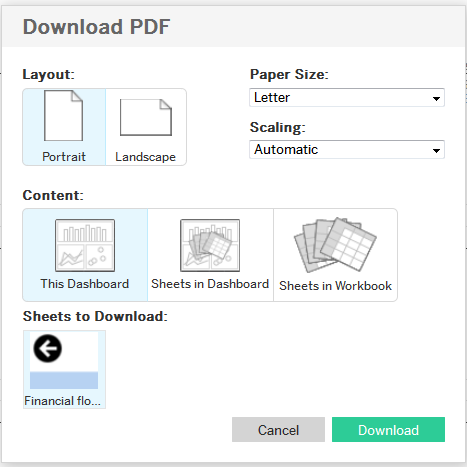 Download PDF
Layout:
Portrait
Landscape
Paper Size:
Letter
Scaling:
Automatic
Content:
This Dashboard
Sheets in Dashboard
Sheets in Workbook
Sheets to Download:
Financial flo...
Cancel
Download